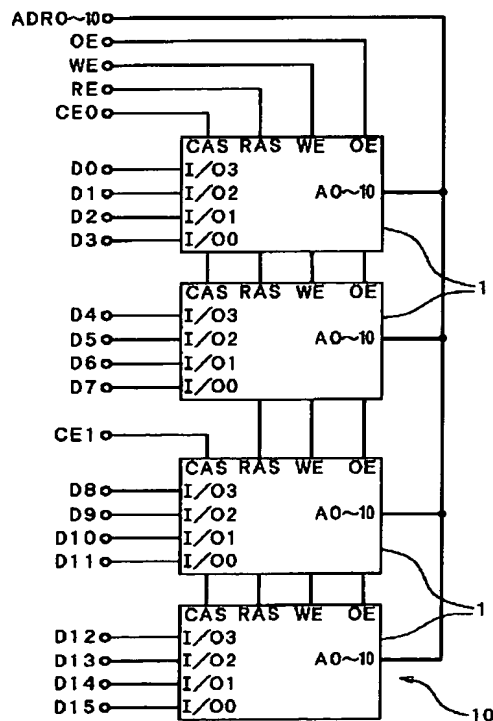 ADR0~10
OE
WE
RE
CE0
CAS RAS WE OE
D0 I/O3
D1 I/O2 A0~10
D2 I/O1
D3 I/O0
1
CAS RAS WE OE
D4 I/O3
D5 I/O2 A0~10
D6 I/O1
D7 I/O0
CE1
CAS RAS WE OE
D8 I/O3
D9 I/O2 A0~10
D10 I/O1
D11 I/O0
1
CAS RAS WE OE
D12 I/O3
D13 I/O2 A0~10
D14 I/O1
D15 I/O0
10